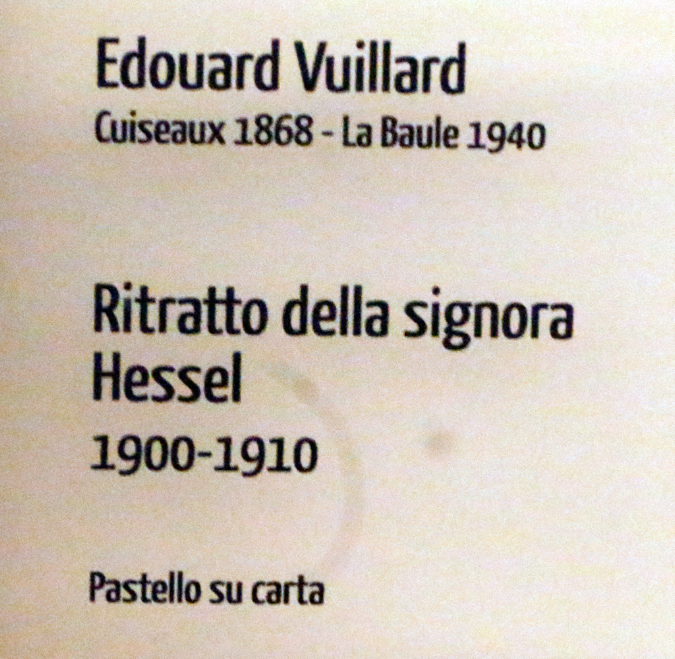 Edouard Vuillard
Cuiseaux 1868 - La Baule 1940
Ritratto della signora
Hessel
1900-1910
Pastello su carta